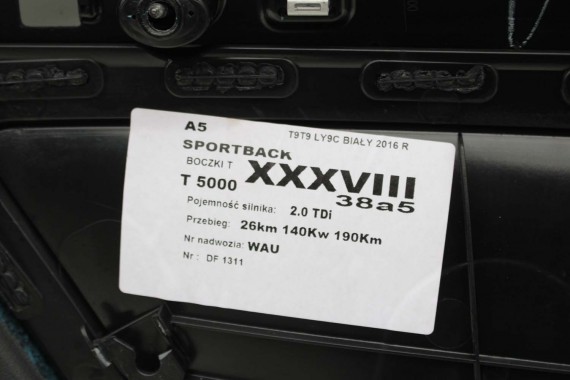 A5 T9T9 LY9C BIAŁY 2016 R
SPORTBACK
BOCZKI T XXXVIII
T 5000 38a5
Pojemność silnika: 2.0 TDi
Przebieg: 26km 140Kw 190Km
Nr nadwozia: WAU
Nr : DF 1311